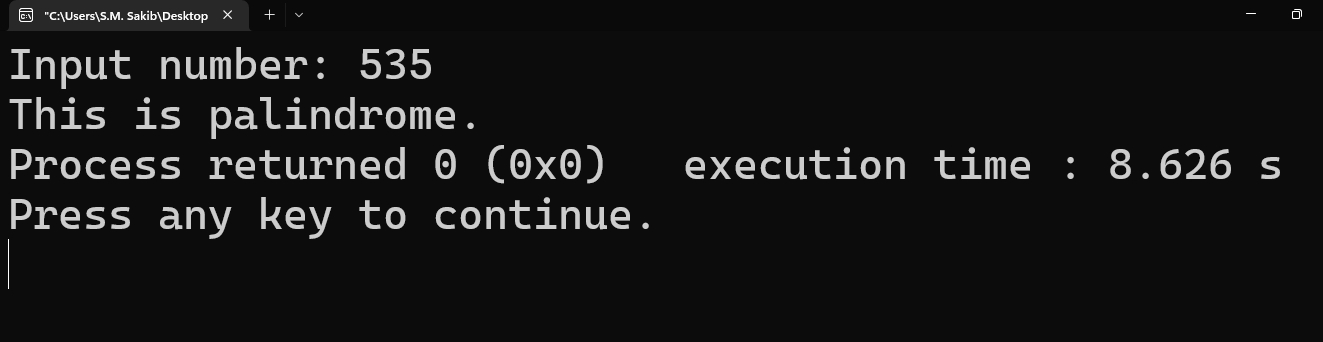 "C:\Users\S.M. Sakib\Desktop
Input number: 535
This is palindrome.
Process returned 0 (0x0)   execution time : 8.626 s
Press any key to continue.